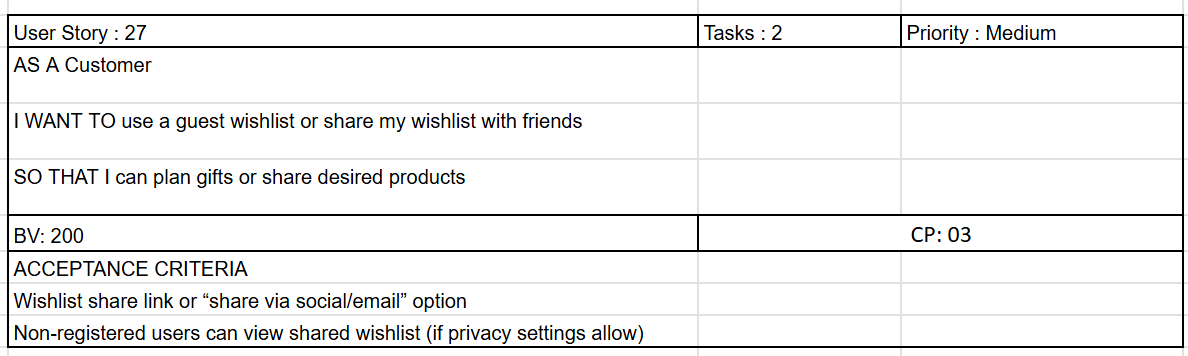 User Story : 27 Tasks : 2 Priority : Medium
AS A Customer
I WANT TO use a guest wishlist or share my wishlist with friends
SO THAT I can plan gifts or share desired products
BV: 200 CP: 03
ACCEPTANCE CRITERIA
Wishlist share link or “share via social/email” option
Non-registered users can view shared wishlist (if privacy settings allow)